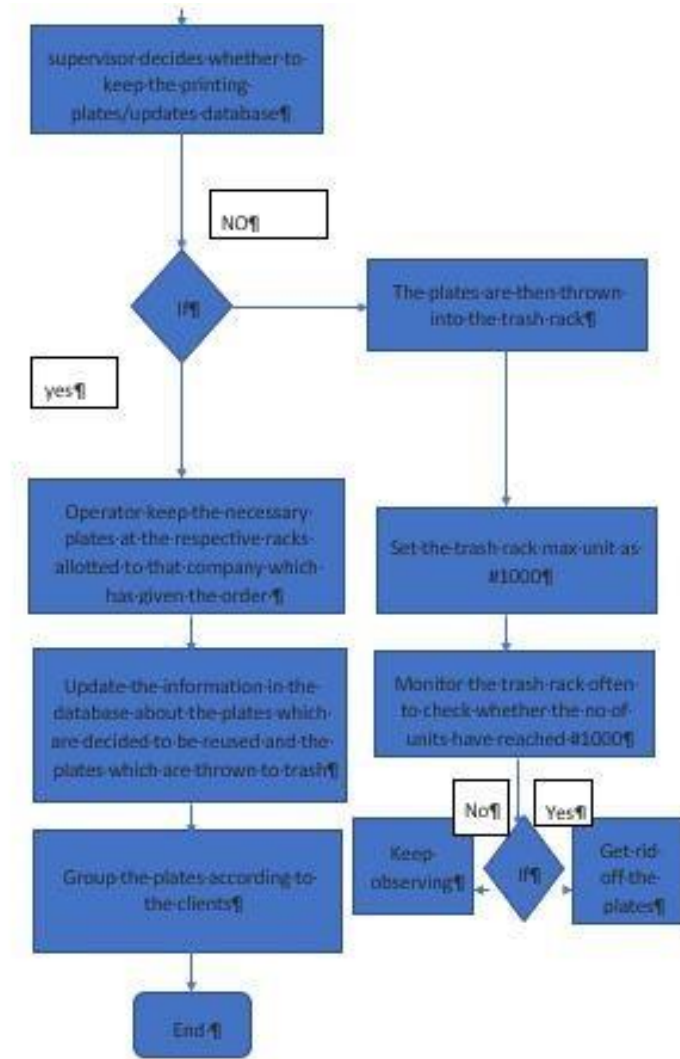 supervisor decides whether to
keep the printing
plates/updates database¶
NO¶
If¶
The plates are then thrown
into the trash rack¶
yes¶
Operator keep the necessary
plates at the respective racks
allotted to that company which
has given the order¶
Set the trash rack max unit as
#1000¶
Update the information in the
database about the plates which
are decided to be reused and the
plates which are thrown to trash¶
Monitor the trash rack often
to check whether the no of
units have reached #1000¶
No¶
Yes¶
Keep
observing¶
If¶
Get rid
off the
plates¶
Group the plates according to
the clients¶
End ¶